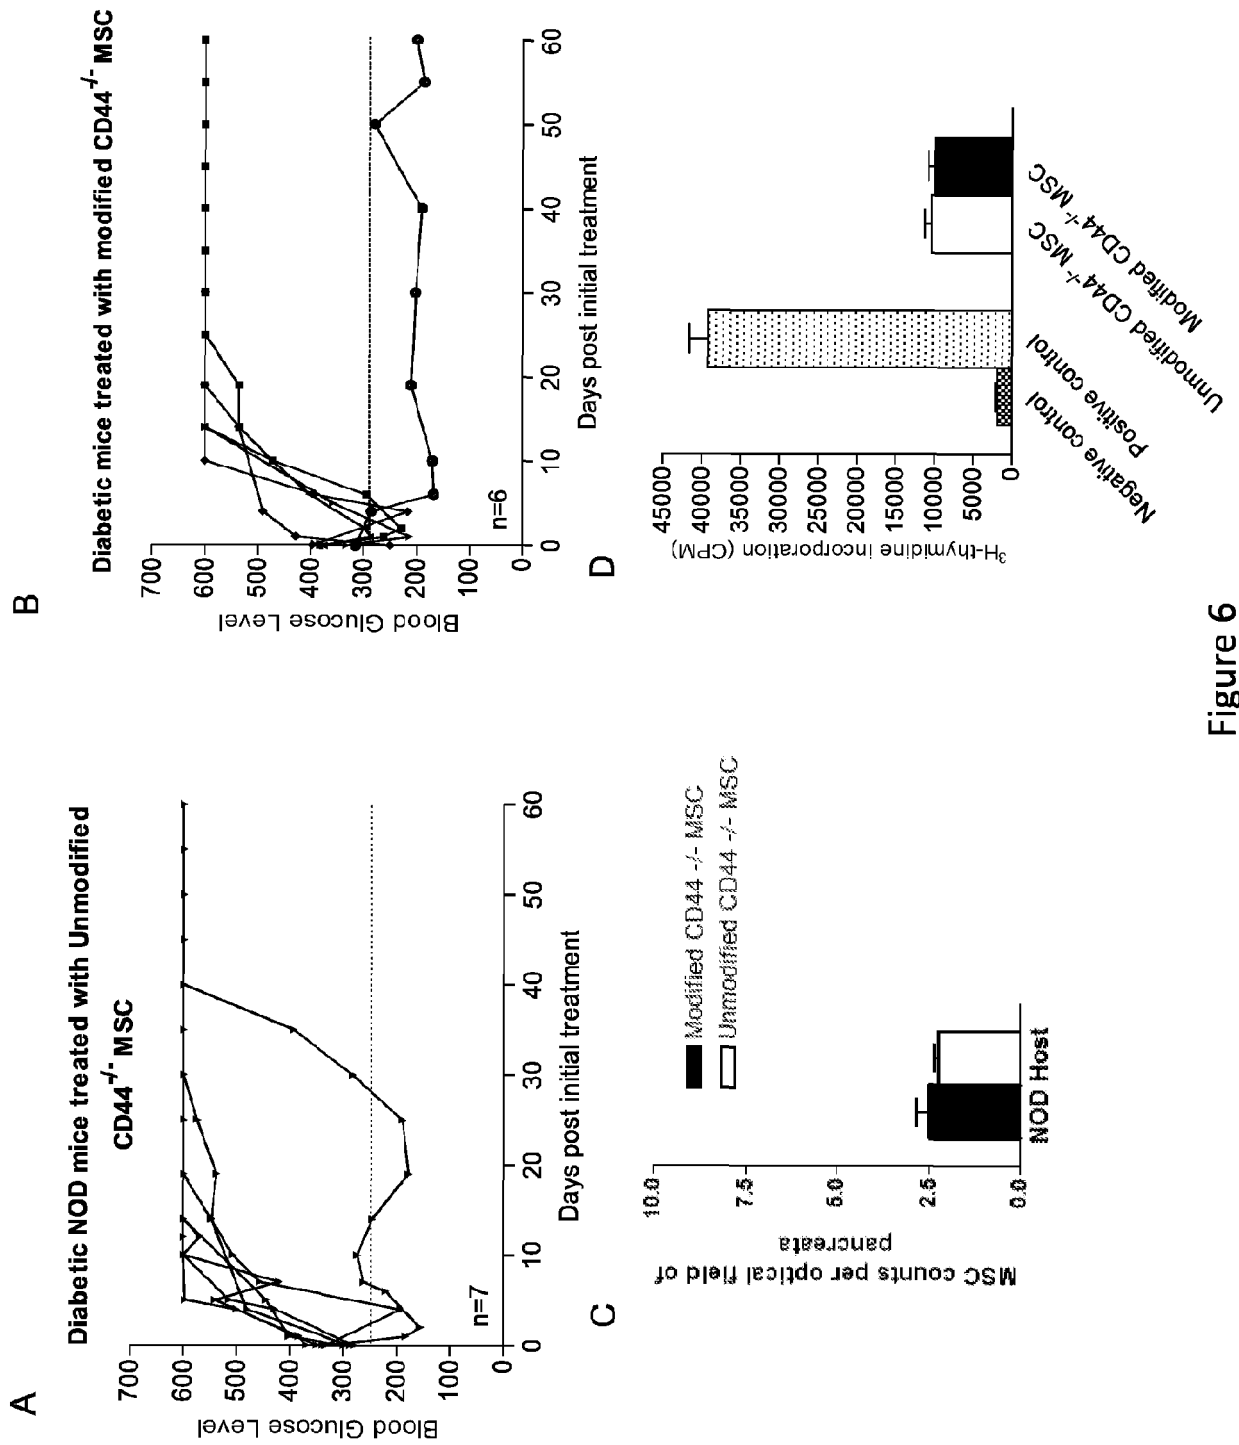 A
Diabetic NOD mice treated with Unmodified
CD44-/- MSC
Blood Glucose Level
700
600
500
400
300
200
100
0
n=7
0 10 20 30 40 50 60
Days post initial treatment
B
Diabetic mice treated with modified CD44-/- MSC
Blood Glucose Level
700
600
500
400
300
200
100
0
n=6
0 10 20 30 40 50 60
Days post initial treatment
C
MSC counts per optical field of
pancreata
10.0
7.5
5.0
2.5
0.0
NOD Host
Modified CD44 -/- MSC
Unmodified CD44 -/- MSC
D
³H-thymidine incorporation (CPM)
45000
40000
35000
30000
25000
20000
15000
10000
5000
0
Negative control
Positive control
Unmodified CD44-/- MSC
Modified CD44-/- MSC
Figure 6